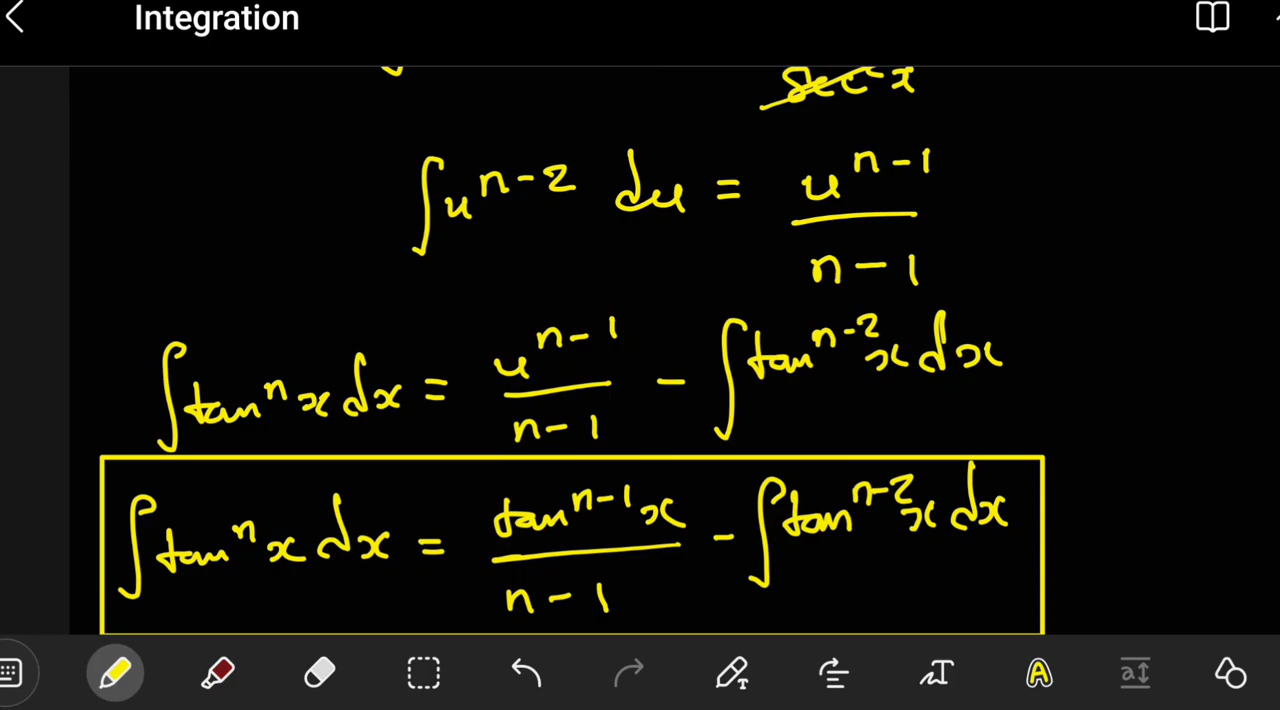 Integration
sec² x
∫u^{n-2} du = u^{n-1} / n-1
∫tan^n x dx = u^{n-1} / n-1 - ∫tan^{n-2} x dx
∫tan^n x dx = tan^{n-1} x / n-1 - ∫tan^{n-2} x dx